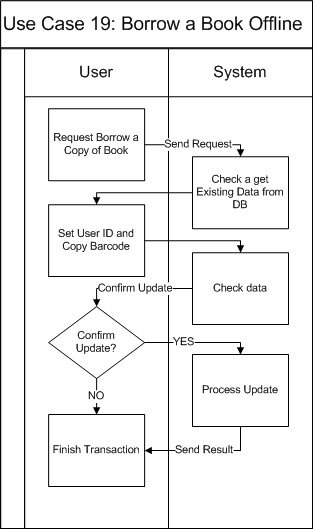 Use Case 19: Borrow a Book Offline
User
System
Request Borrow a
Copy of Book
Send Request
Check a get
Existing Data from
DB
Set User ID and
Copy Barcode
Check data
Confirm Update
Confirm
Update?
YES
Process Update
NO
Finish Transaction
Send Result